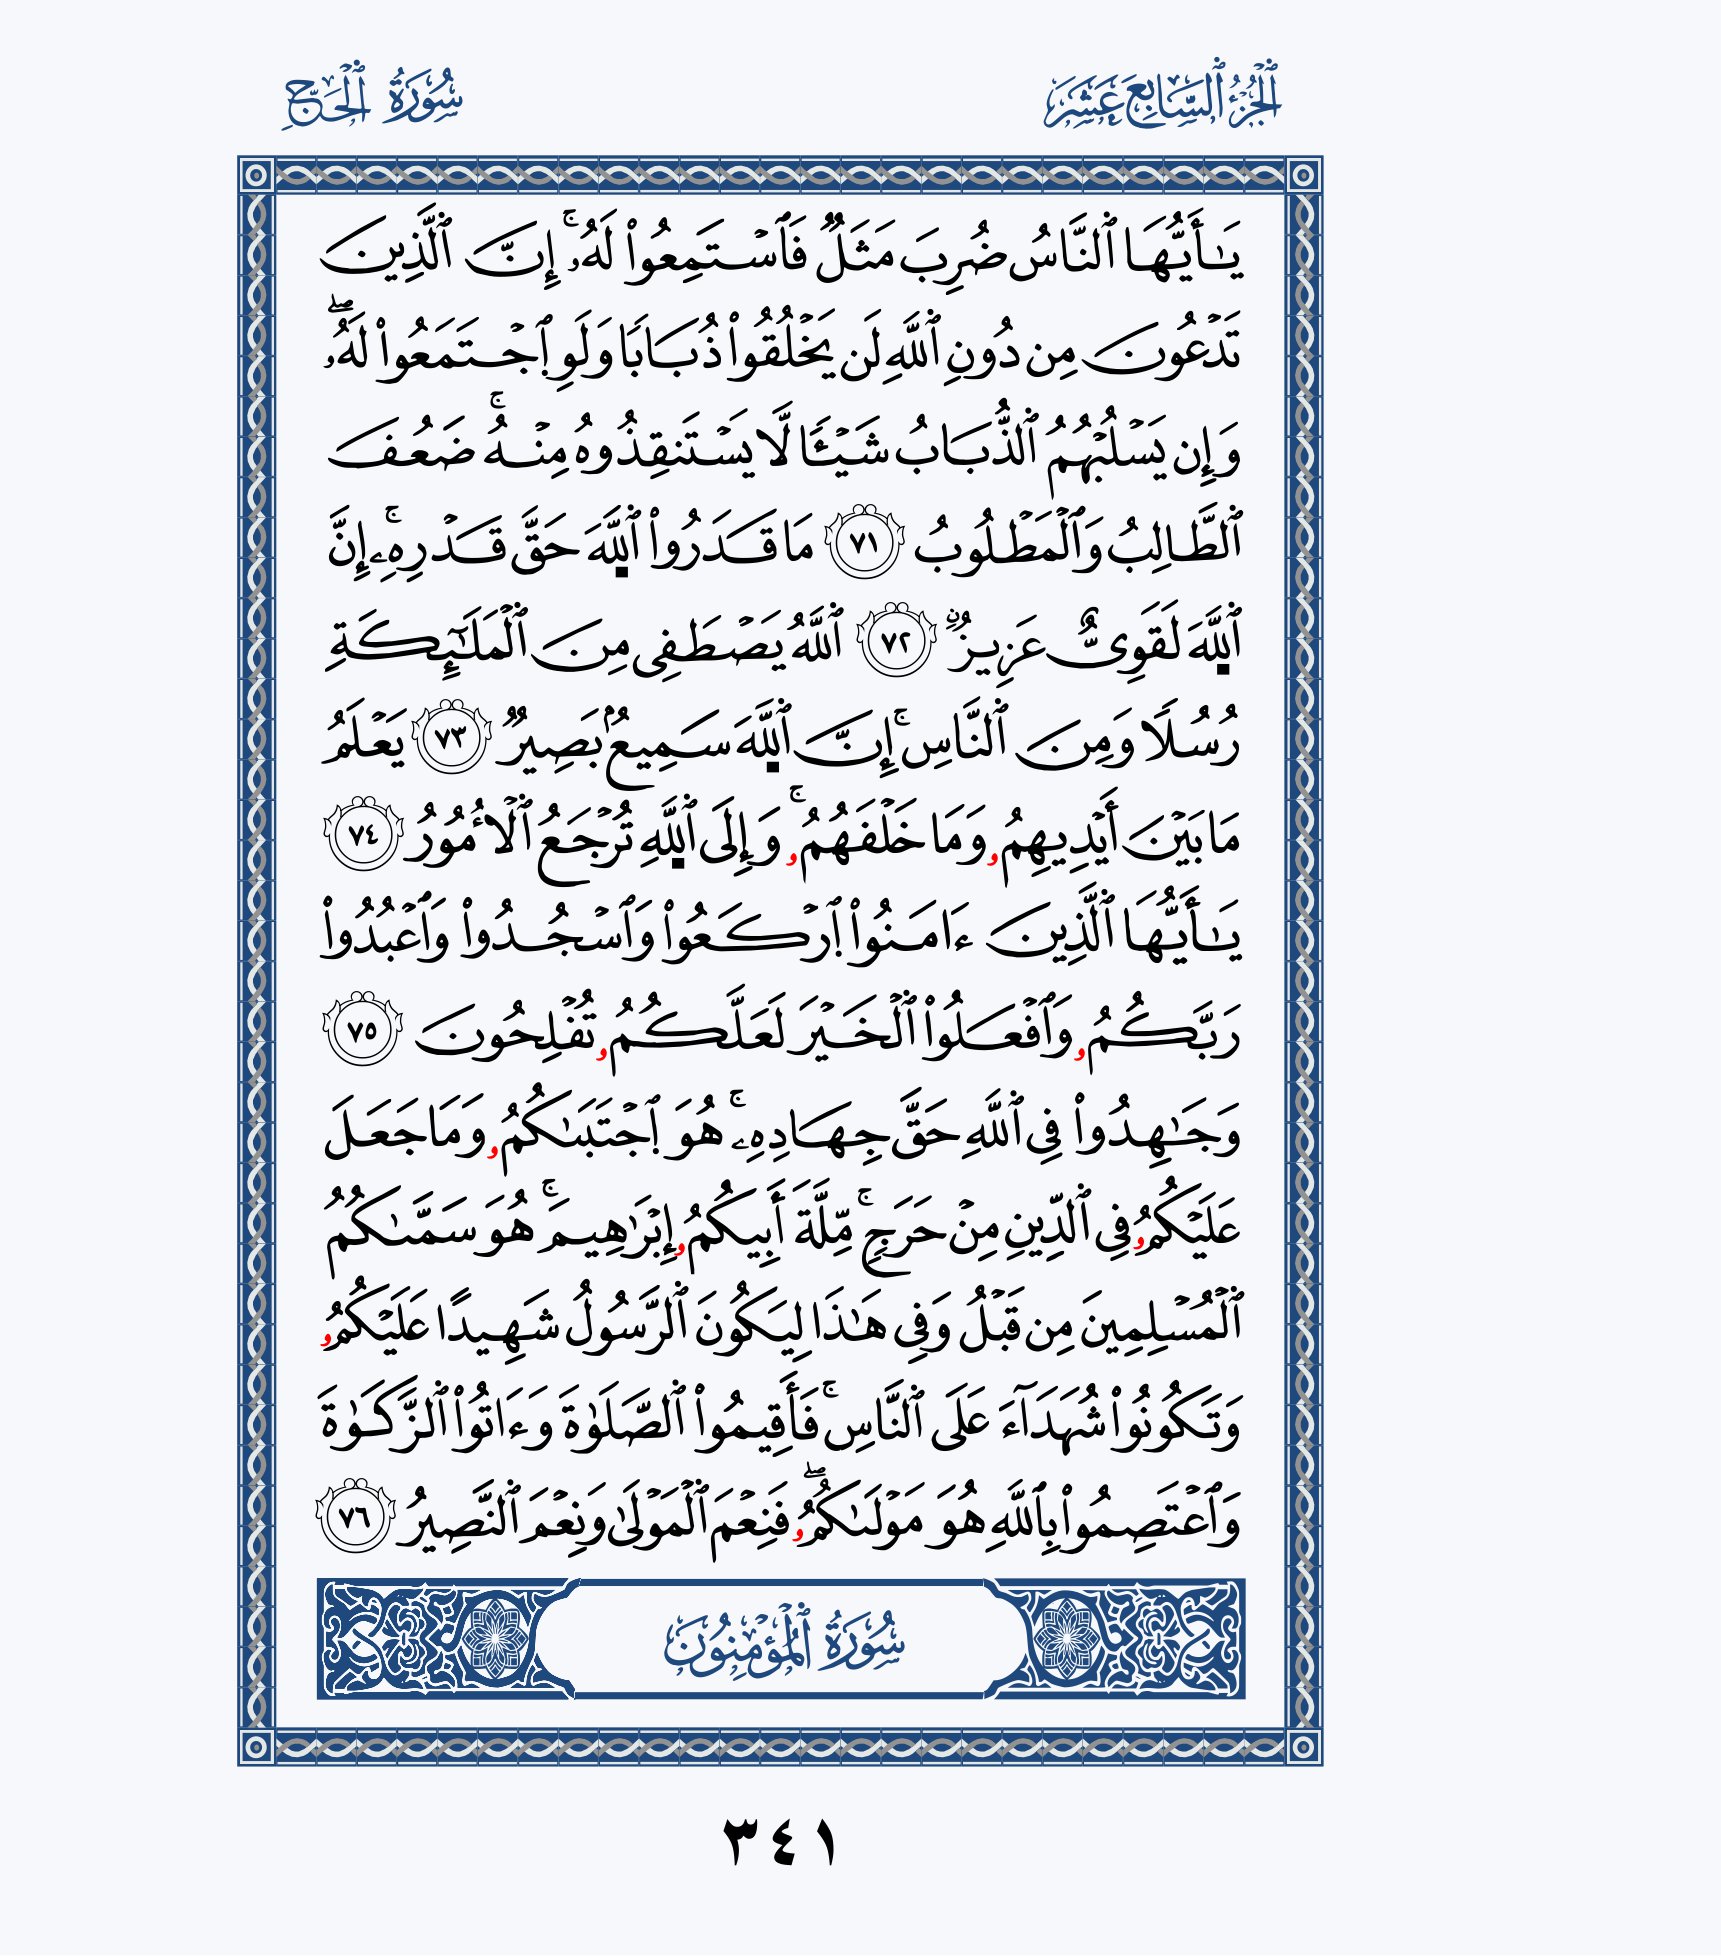 الْجُزْءُ السَّابِعَ عَشَرَ
سُورَةُ الْحَجِّ
يَٰٓأَيُّهَا ٱلنَّاسُ ضُرِبَ مَثَلٌ فَٱسۡتَمِعُواْ لَهُۥٓۚ إِنَّ ٱلَّذِينَ
تَدۡعُونَ مِن دُونِ ٱللَّهِ لَن يَخۡلُقُواْ ذُبَابٗا وَلَوِ ٱجۡتَمَعُواْ لَهُۥۖ
وَإِن يَسۡلُبۡهُمُ ٱلذُّبَابُ شَيۡـٔٗا لَّا يَسۡتَنقِذُوهُ مِنۡهُۚ ضَعُفَ
ٱلطَّالِبُ وَٱلۡمَطۡلُوبُ ٧١ مَا قَدَرُواْ ٱللَّهَ حَقَّ قَدۡرِهِۦٓۚ إِنَّ
ٱللَّهَ لَقَوِيٌّ عَزِيزٌ ٧٢ ٱللَّهُ يَصۡطَفِي مِنَ ٱلۡمَلَٰٓئِكَةِ
رُسُلٗا وَمِنَ ٱلنَّاسِۚ إِنَّ ٱللَّهَ سَمِيعُۢ بَصِيرٞ ٧٣ يَعۡلَمُ
مَا بَيۡنَ أَيۡدِيهِمُۥ وَمَا خَلۡفَهُمُۥۚ وَإِلَى ٱللَّهِ تُرۡجَعُ ٱلۡأُمُورُ ٧٤
يَٰٓأَيُّهَا ٱلَّذِينَ ءَامَنُواْ ٱرۡكَعُواْ وَٱسۡجُدُواْ وَٱعۡبُدُواْ
رَبَّكُمُۥ وَٱفۡعَلُواْ ٱلۡخَيۡرَ لَعَلَّكُمُۥ تُفۡلِحُونَ ٧٥
وَجَٰهِدُواْ فِي ٱللَّهِ حَقَّ جِهَادِهِۦۚ هُوَ ٱجۡتَبَىٰكُمُۥ وَمَا جَعَلَ
عَلَيۡكُمُۥ فِي ٱلدِّينِ مِنۡ حَرَجٖۚ مِّلَّةَ أَبِيكُمُۥٓ إِبۡرَٰهِيمَۚ هُوَ سَمَّىٰكُمُ
ٱلۡمُسۡلِمِينَ مِن قَبۡلُ وَفِي هَٰذَا لِيَكُونَ ٱلرَّسُولُ شَهِيدًا عَلَيۡكُمُۥ
وَتَكُونُواْ شُهَدَآءَ عَلَى ٱلنَّاسِۚ فَأَقِيمُواْ ٱلصَّلَوٰةَ وَءَاتُواْ ٱلزَّكَوٰةَ
وَٱعۡتَصِمُواْ بِٱللَّهِ هُوَ مَوۡلَىٰكُمُۥۖ فَنِعۡمَ ٱلۡمَوۡلَىٰ وَنِعۡمَ ٱلنَّصِيرُ ٧٦
سُورَةُ الْمُؤْمِنُونَ
٣٤١